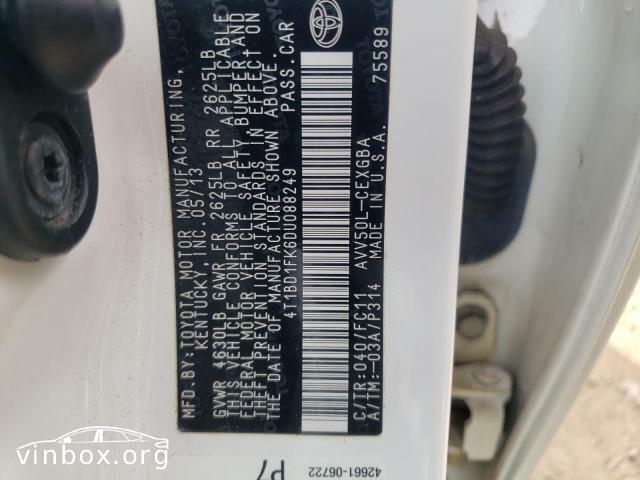 MFD.BY:TOYOTA MOTOR MANUFACTURING,
KENTUCKY, INC. 05/13
GVWR 4630LB GAWR FR 2625LB RR 2625LB
THIS VEHICLE CONFORMS TO ALL APPLICABLE
FEDERAL MOTOR VEHICLE SAFETY, BUMPER, AND
THEFT PREVENTION STANDARDS IN EFFECT ON
THE DATE OF MANUFACTURE SHOWN ABOVE.
4T1BD1FK6DU088249 PASS.CAR
C/TR:040/FC11 AVV50L-CEXGBA
A/TM:-03A/P314 MADE IN U.S.A.
75589
42661-06722
P7
vinbox.org